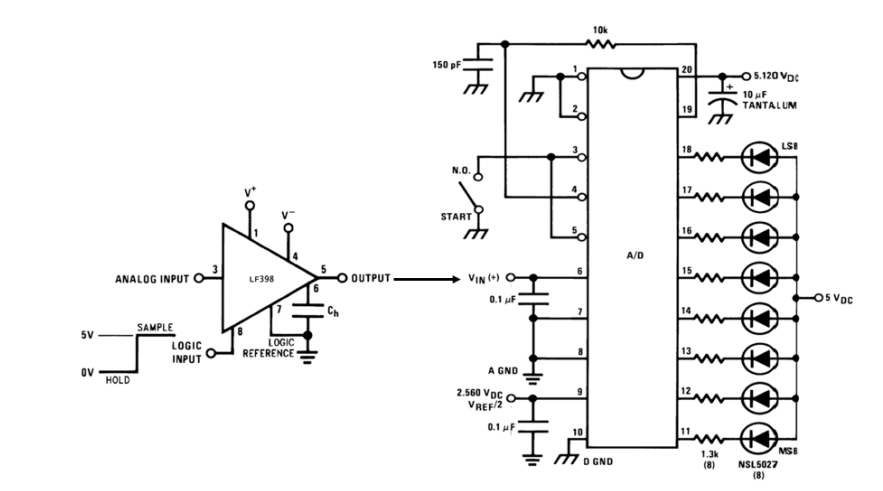 10k
150 pF
1
20
5.120 VDC
+
10 µF
TANTALUM
2
19
3
18
LSB
N.O.
4
17
START
5
16
A/D
V+
V−
1
4
ANALOG INPUT
3
LF398
5
OUTPUT
VIN (+)
6
15
6
0.1 µF
Ch
7
7
14
5V
SAMPLE
8
LOGIC
INPUT
LOGIC
REFERENCE
0V
HOLD
8
13
A GND
2.560 VDC
VREF/2
9
12
0.1 µF
10
11
D GND
1.3k
(8)
NSL5027
(8)
MSB
5 VDC